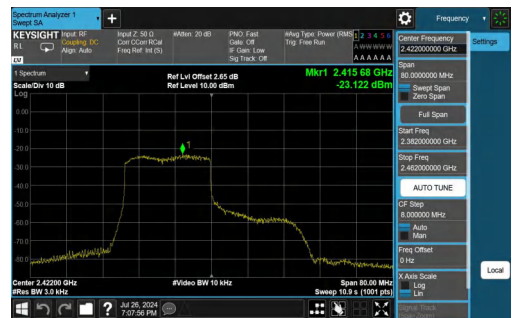 Spectrum Analyzer 1
Swept SA
Frequency
KEYSIGHT
Input: RF
Input Z: 50 Ω
#Atten: 20 dB
PNO: Fast
#Avg Type: Power (RMS
1 2 3 4 5 6
RL
Coupling: DC
Corr CCorr RCal
Gate: Off
Trig: Free Run
Align: Auto
Freq Ref: Int (S)
IF Gain: Low
A W W W W W
Sig Track: Off
A A A A A A
1 Spectrum
Ref Lvl Offset 2.65 dB
Mkr1 2.415 68 GHz
Scale/Div 10 dB
Ref Level 10.00 dBm
-23.122 dBm
Log
0.00
-10.0
-20.0
-30.0
-40.0
-50.0
-60.0
-70.0
-80.0
1
Center 2.42200 GHz
#Video BW 10 kHz
Span 80.00 MHz
#Res BW 3.0 kHz
Sweep 10.9 s (1001 pts)
Jul 26, 2024
7:07:56 PM
Center Frequency
2.422000000 GHz
Settings
Span
80.0000000 MHz
Swept Span
Zero Span
Full Span
Start Freq
2.382000000 GHz
Stop Freq
2.462000000 GHz
AUTO TUNE
CF Step
8.000000 MHz
Auto
Man
Freq Offset
0 Hz
X Axis Scale
Log
Lin
Local
Signal Track